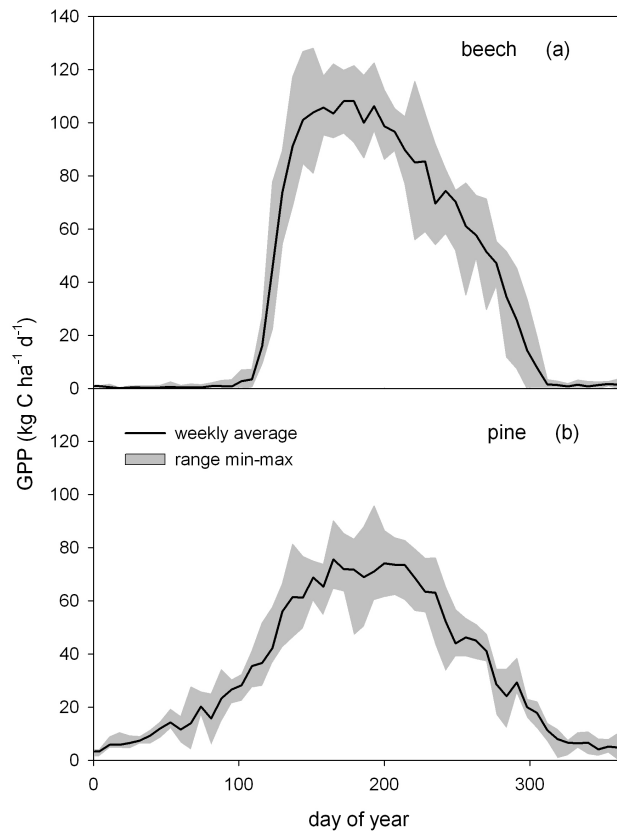 140
beech (a)
120
100
80
60
40
20
0
GPP (kg C ha⁻¹ d⁻¹)
weekly average
pine (b)
range min-max
120
100
80
60
40
20
0
0 100 200 300
day of year